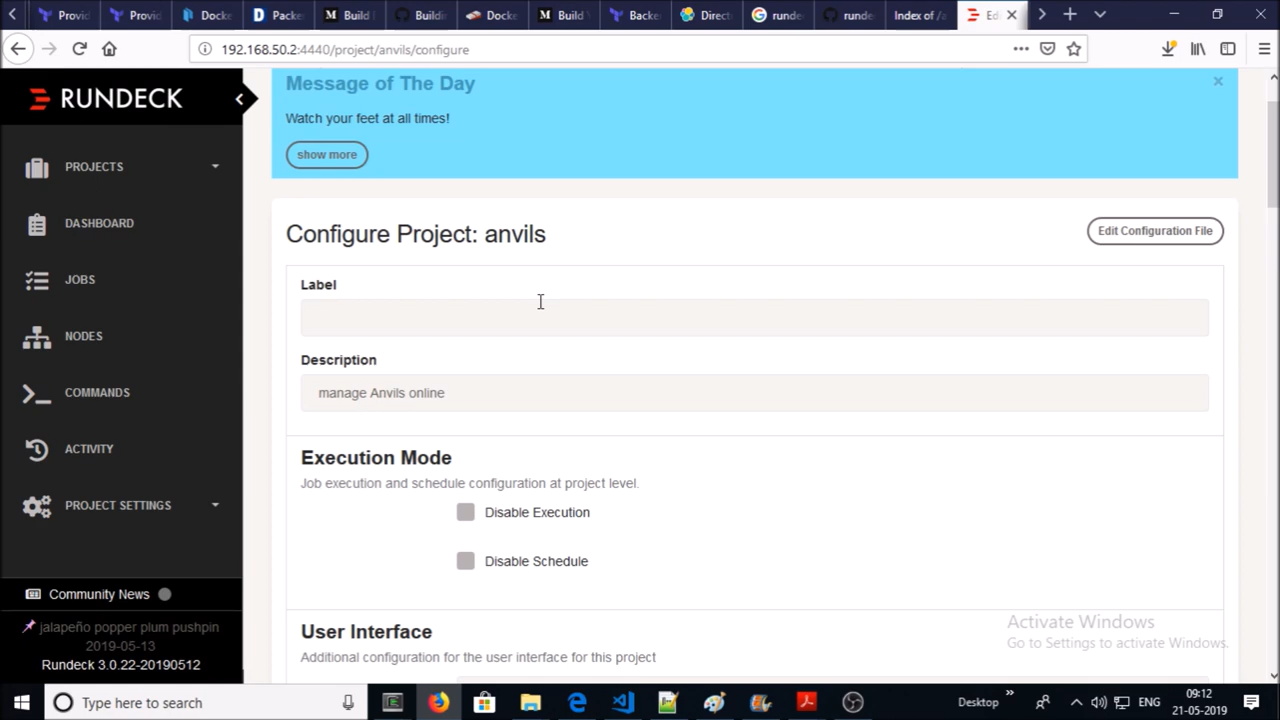 Provid
Provid
Docke
Packe
Build
Buildin
Docke
Build
Backe
Directo
runde
runde
Index of /a
Ed
192.168.50.2:4440/project/anvils/configure
RUNDECK
PROJECTS
DASHBOARD
JOBS
NODES
COMMANDS
ACTIVITY
PROJECT SETTINGS
Community News
jalapeño popper plum pushpin
2019-05-13
Rundeck 3.0.22-20190512
Message of The Day
Watch your feet at all times!
show more
Configure Project: anvils
Edit Configuration File
Label
Description
manage Anvils online
Execution Mode
Job execution and schedule configuration at project level.
Disable Execution
Disable Schedule
User Interface
Additional configuration for the user interface for this project
Activate Windows
Go to Settings to activate Windows.
Type here to search
Desktop
ENG
09:12
21-05-2019